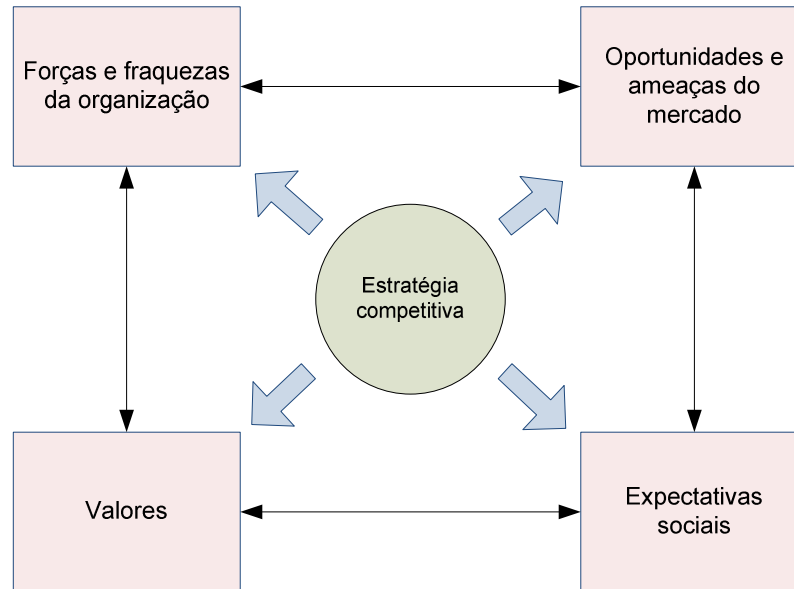 Forças e fraquezas
da organização
Oportunidades e
ameaças do
mercado
Estratégia
competitiva
Valores
Expectativas
sociais